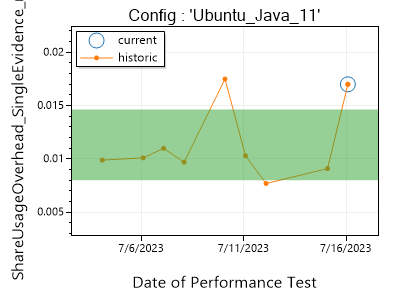 Config : 'Ubuntu_Java_11'
current
historic
0.02
0.015
0.01
0.005
ShareUsageOverhead_SingleEvidence_
7/6/2023
7/11/2023
7/16/2023
Date of Performance Test